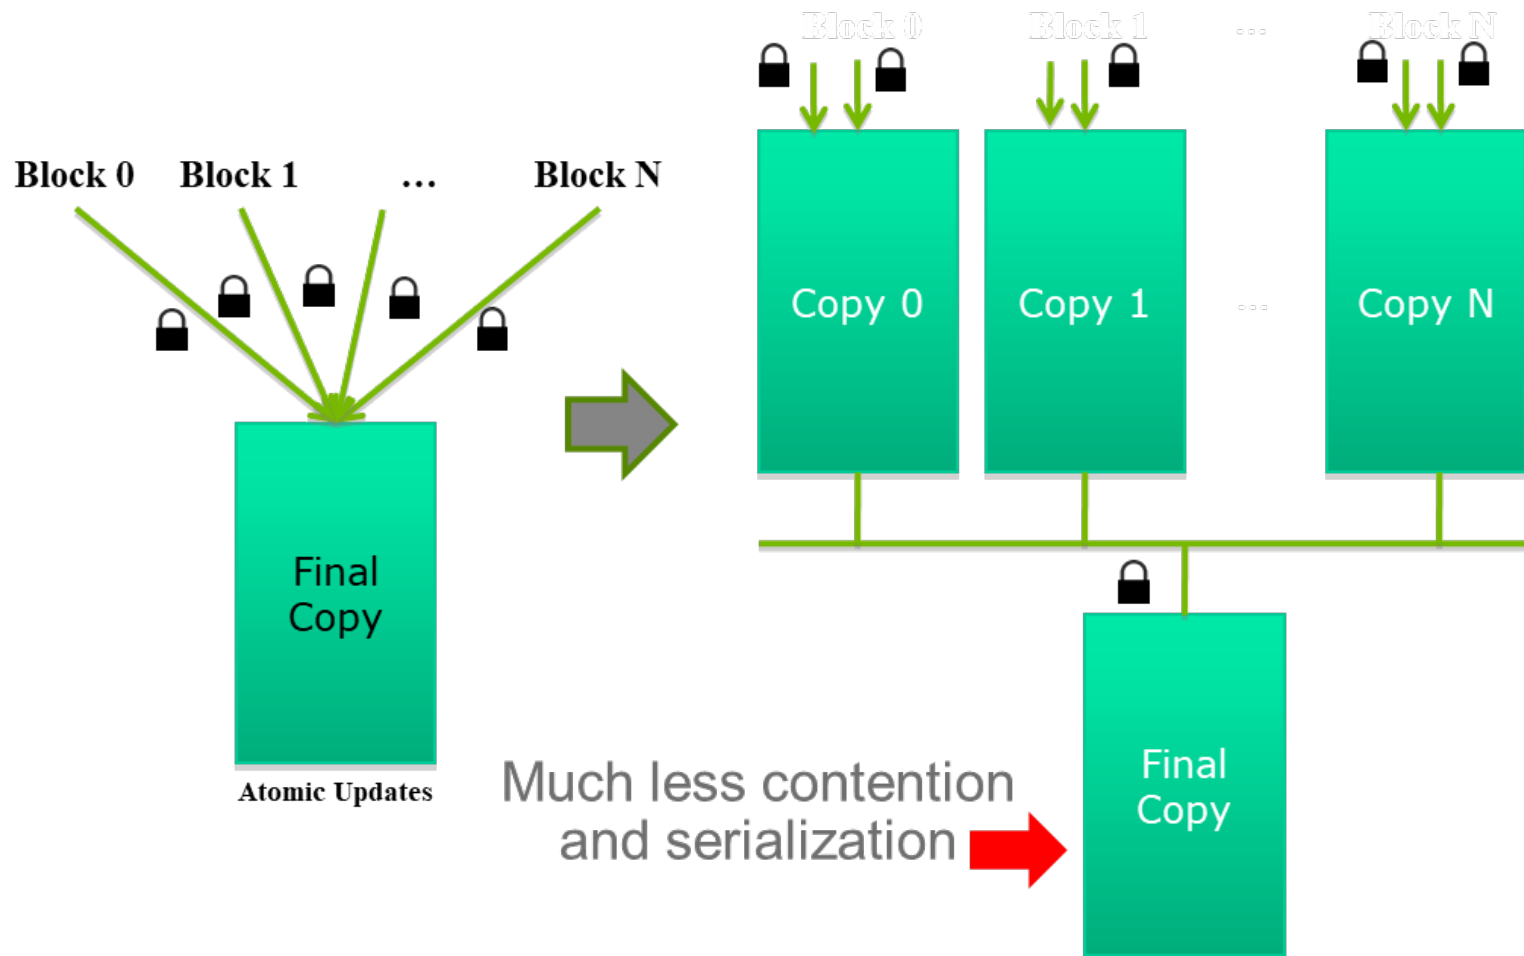 Block 0 Block 1 ... Block N
Final
Copy
Atomic Updates
Block 0 Block 1 ... Block N
Copy 0 Copy 1 ... Copy N
Much less contention
and serialization
Final
Copy